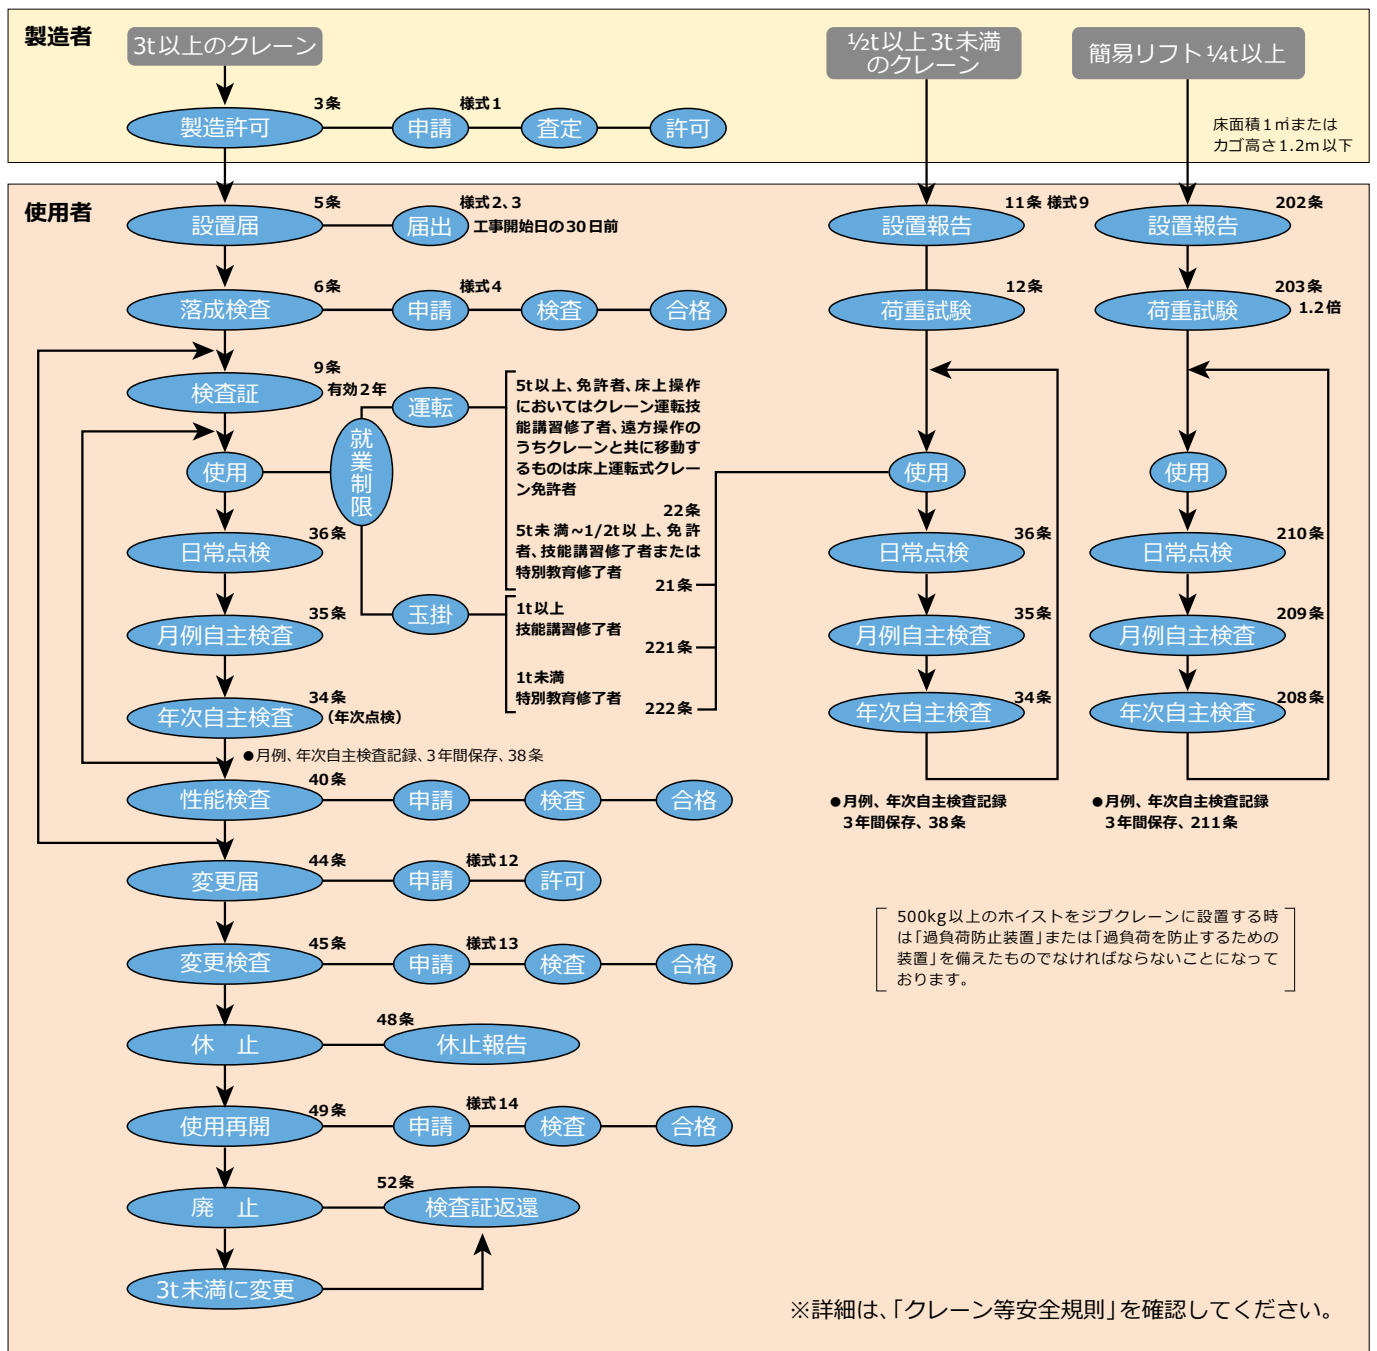 製造者
3t以上のクレーン
½t以上3t未満
のクレーン
簡易リフト¼t以上
製造許可
3条
申請
様式1
査定
許可
床面積1㎡または
カゴ高さ1.2m以下
使用者
設置届
5条
届出
様式2、3
工事開始日の30日前
落成検査
6条
申請
様式4
検査
合格
検査証
9条
有効2年
使用
就業制限
運転
5t以上、免許者、床上操作
においてはクレーン運転技
能講習修了者、遠方操作の
うちクレーンと共に移動す
るものは床上運転式クレー
ン免許者
22条
5t未満~1/2t以上、免許
者、技能講習修了者または
特別教育修了者
21条
玉掛
1t以上
技能講習修了者
221条
1t未満
特別教育修了者
222条
日常点検
36条
月例自主検査
35条
年次自主検査
34条
(年次点検)
●月例、年次自主検査記録、3年間保存、38条
性能検査
40条
申請
検査
合格
変更届
44条
申請
様式12
許可
変更検査
45条
申請
様式13
検査
合格
休　止
48条
休止報告
使用再開
49条
申請
様式14
検査
合格
廃　止
52条
検査証返還
3t未満に変更
設置報告
11条 様式9
荷重試験
12条
使用
日常点検
36条
月例自主検査
35条
年次自主検査
34条
●月例、年次自主検査記録
3年間保存、38条
設置報告
202条
荷重試験
203条
1.2倍
使用
日常点検
210条
月例自主検査
209条
年次自主検査
208条
●月例、年次自主検査記録
3年間保存、211条
500kg以上のホイストをジブクレーンに設置する時
は「過負荷防止装置」または「過負荷を防止するための
装置」を備えたものでなければならないことになって
おります。
※詳細は、「クレーン等安全規則」を確認してください。